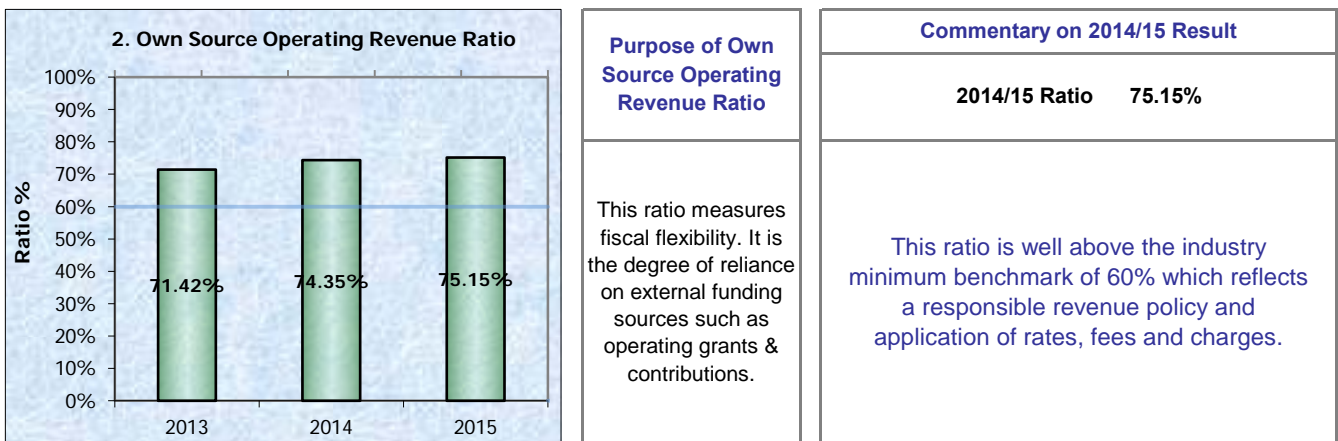 2. Own Source Operating Revenue Ratio
100%
90%
80%
70%
60%
50%
40%
30%
20%
10%
0%
Ratio %
71.42%
74.35%
75.15%
2013
2014
2015
Purpose of Own
Source Operating
Revenue Ratio
This ratio measures
fiscal flexibility. It is
the degree of reliance
on external funding
sources such as
operating grants &
contributions.
Commentary on 2014/15 Result
2014/15 Ratio 75.15%
This ratio is well above the industry
minimum benchmark of 60% which reflects
a responsible revenue policy and
application of rates, fees and charges.